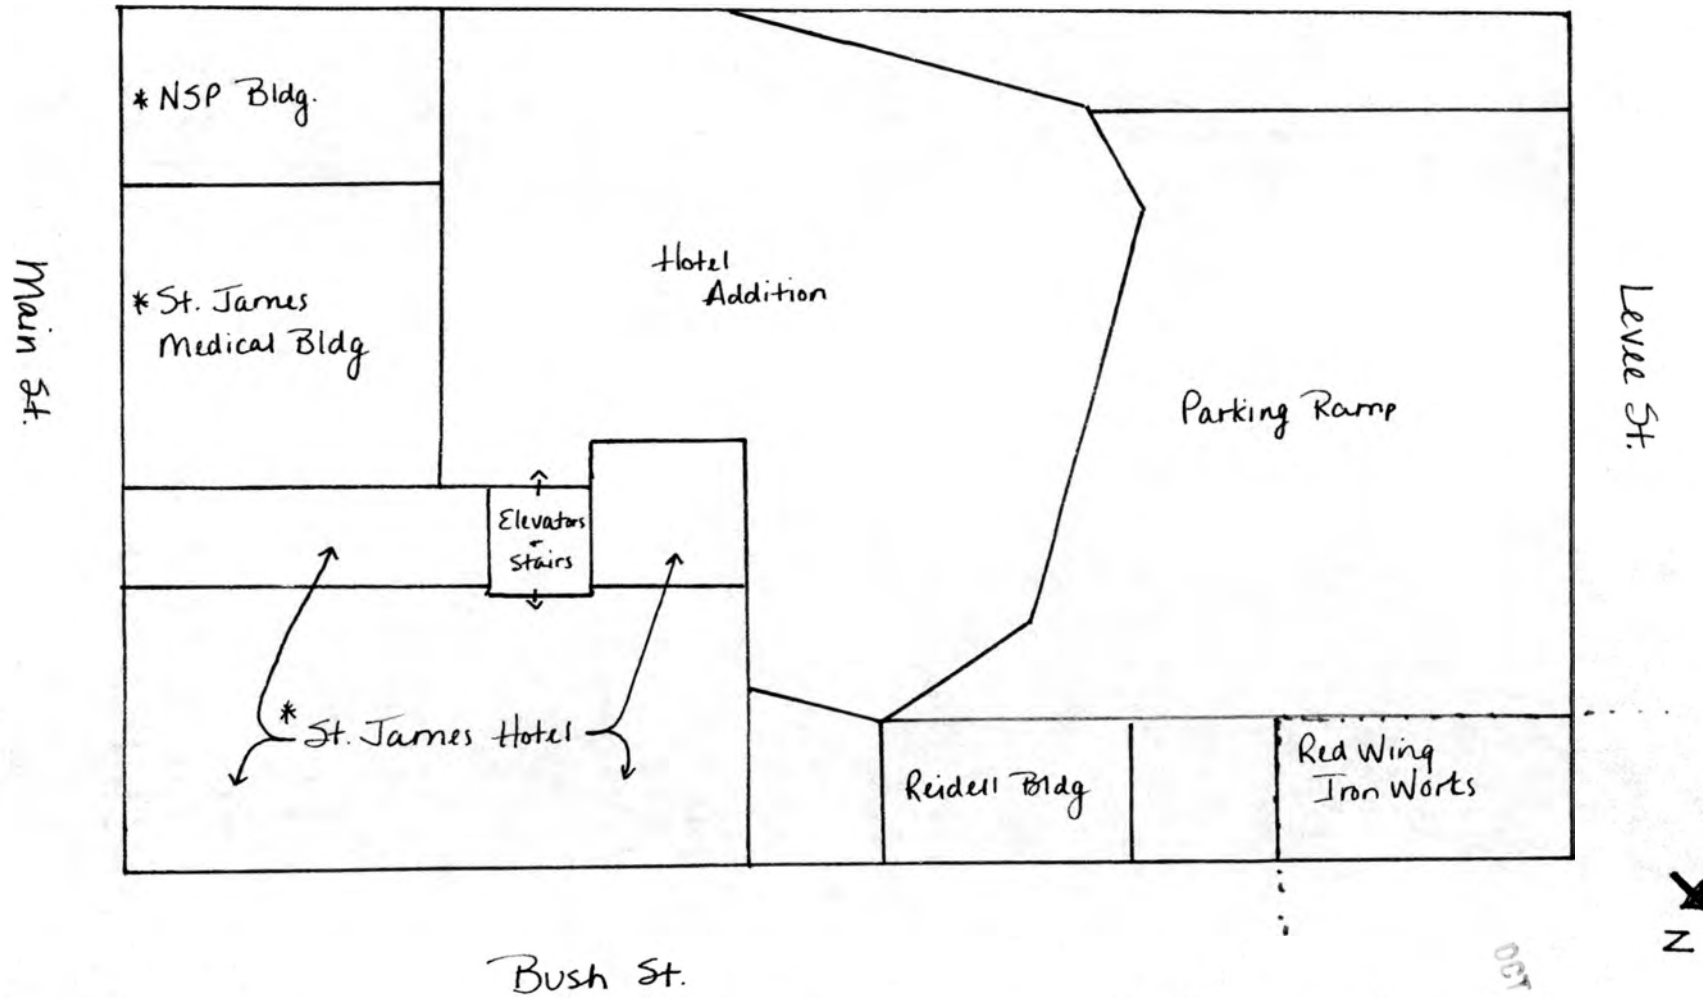 * NSP Bldg.
* St. James
Medical Bldg
Main St.
Hotel
Addition
Levee St.
Parking Ramp
Elevators
+
Stairs
*
St. James Hotel
Reidell Bldg
Red Wing
Iron Works
N
Bush St.
OCT